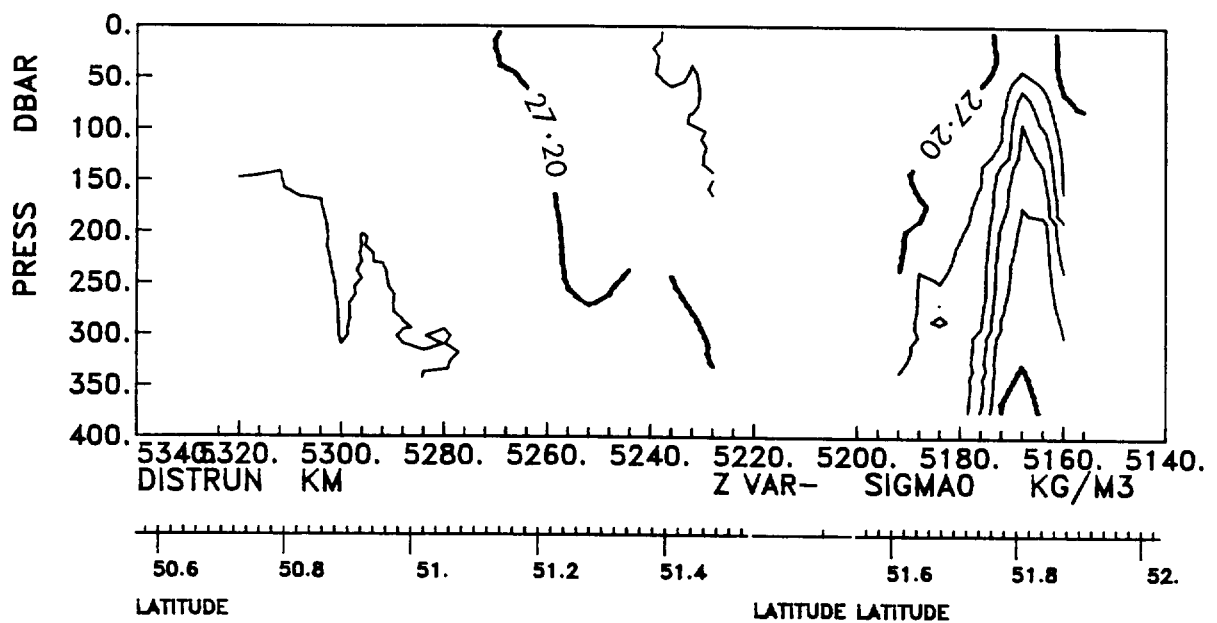 0.
50.
100.
150.
200.
250.
300.
350.
400.
PRESS DBAR
27.20
27.20
5340. 5320. 5300. 5280. 5260. 5240. 5220. 5200. 5180. 5160. 5140.
DISTRUN KM Z VAR- SIGMA0 KG/M3
50.6 50.8 51. 51.2 51.4 51.6 51.8 52.
LATITUDE LATITUDE LATITUDE